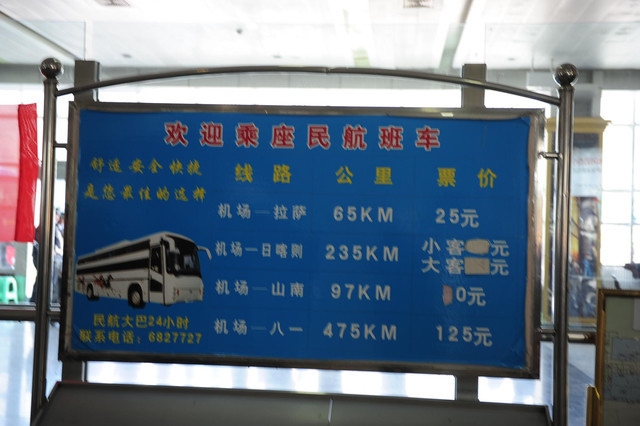 欢迎乘座民航班车
舒适 安全 快捷
是您最佳的选择
线路 公里 票价
机场—拉萨 65KM 25元
机场—日喀则 235KM 小客 元
大客 元
机场—山南 97KM 0元
机场—八一 475KM 125元
民航大巴24小时
联系电话：6827727